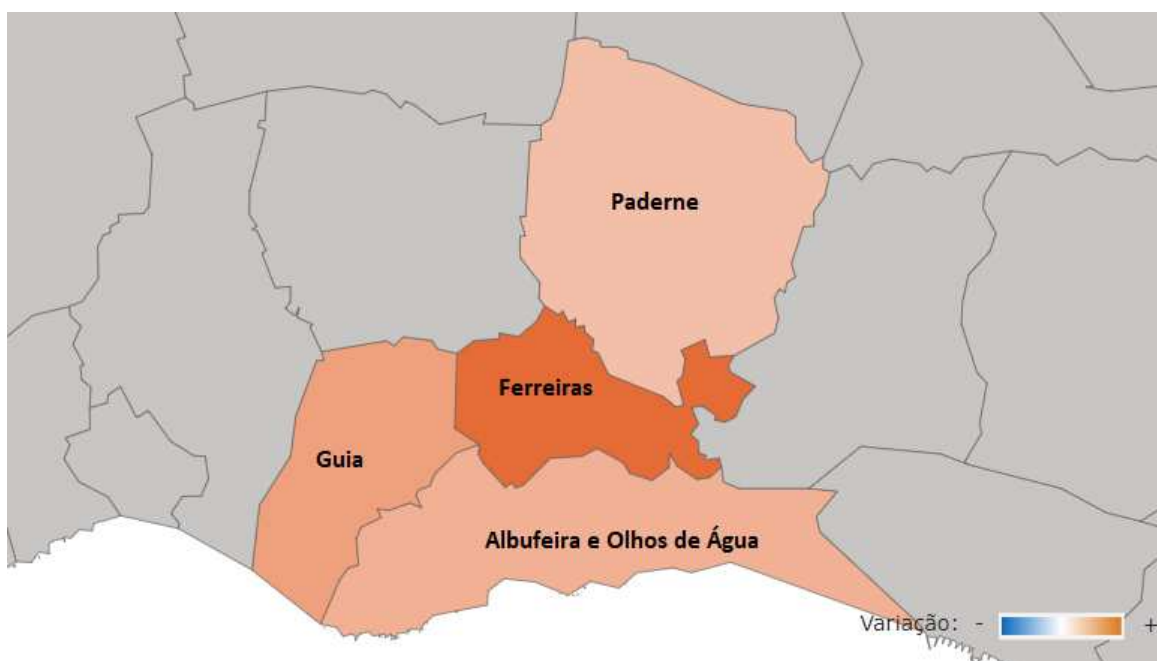 Paderne
Ferreiras
Guia
Albufeira e Olhos de Água
Variação: - +